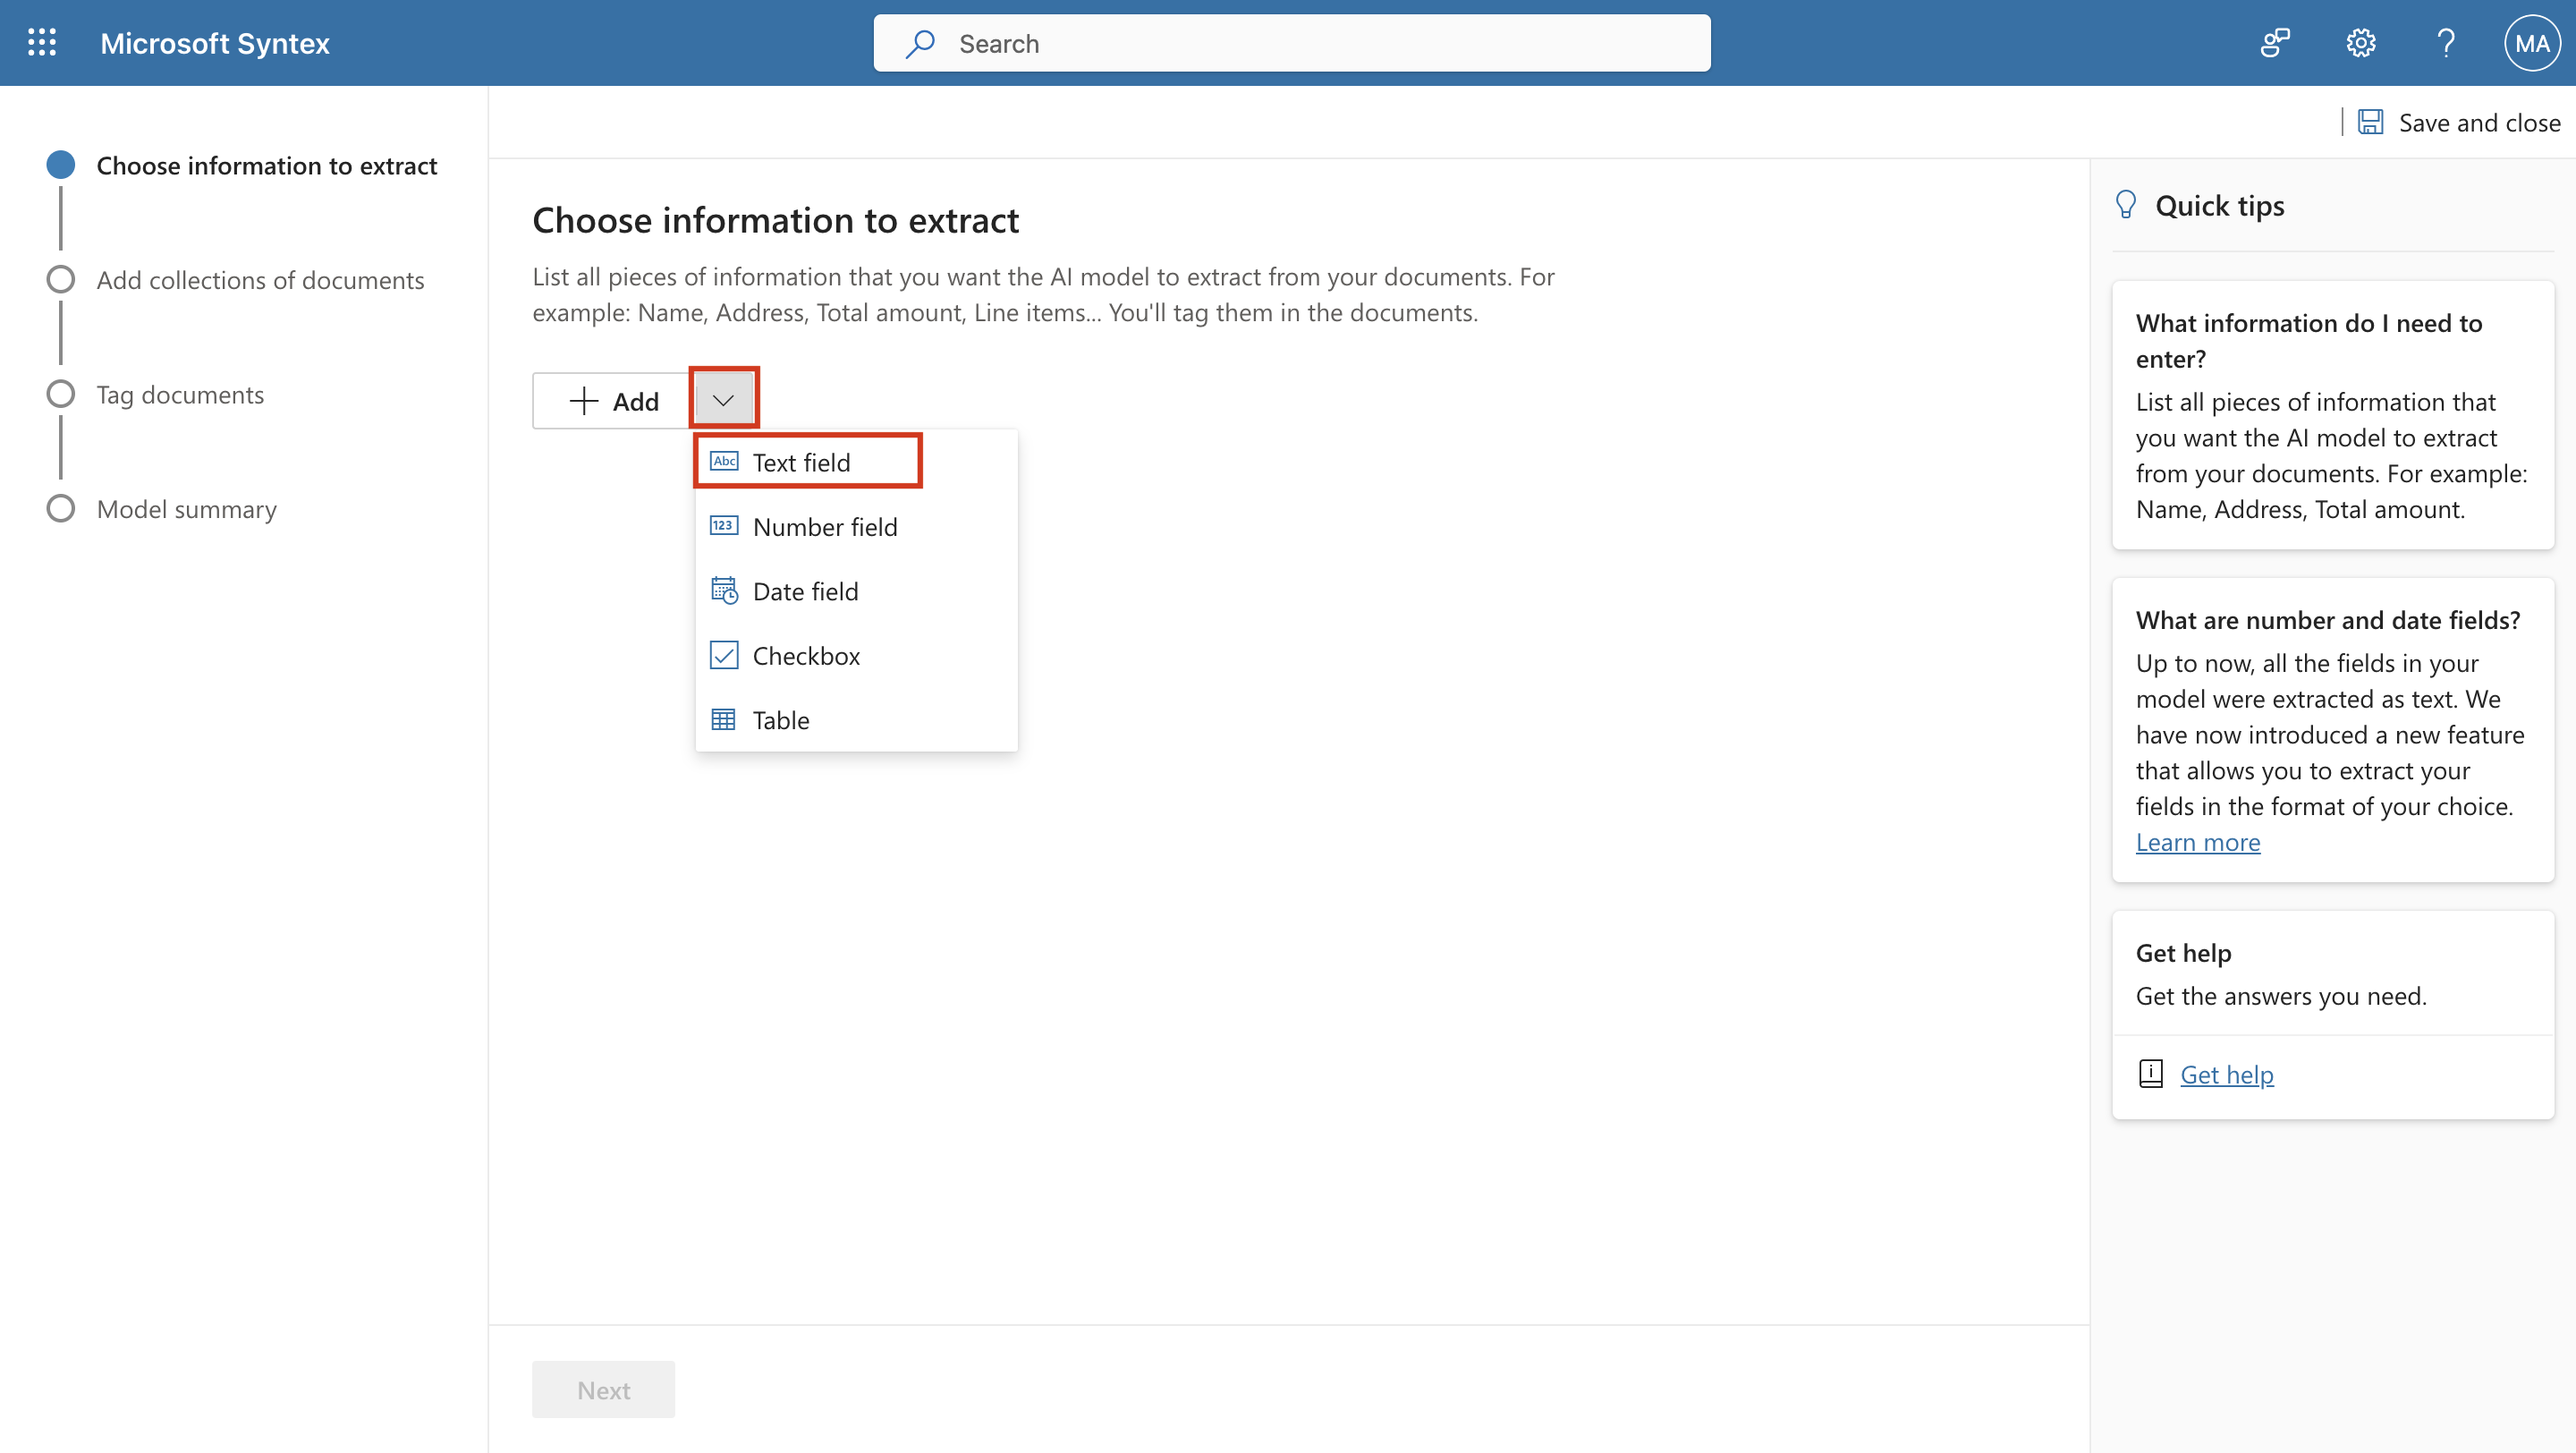 Microsoft Syntex
Search
MA
Save and close
Choose information to extract
Add collections of documents
Tag documents
Model summary
Choose information to extract
List all pieces of information that you want the AI model to extract from your documents. For
example: Name, Address, Total amount, Line items... You'll tag them in the documents.
Add
Abc Text field
123 Number field
Date field
Checkbox
Table
Next
Quick tips
What information do I need to
enter?
List all pieces of information that
you want the AI model to extract
from your documents. For example:
Name, Address, Total amount.
What are number and date fields?
Up to now, all the fields in your
model were extracted as text. We
have now introduced a new feature
that allows you to extract your
fields in the format of your choice.
Learn more
Get help
Get the answers you need.
Get help